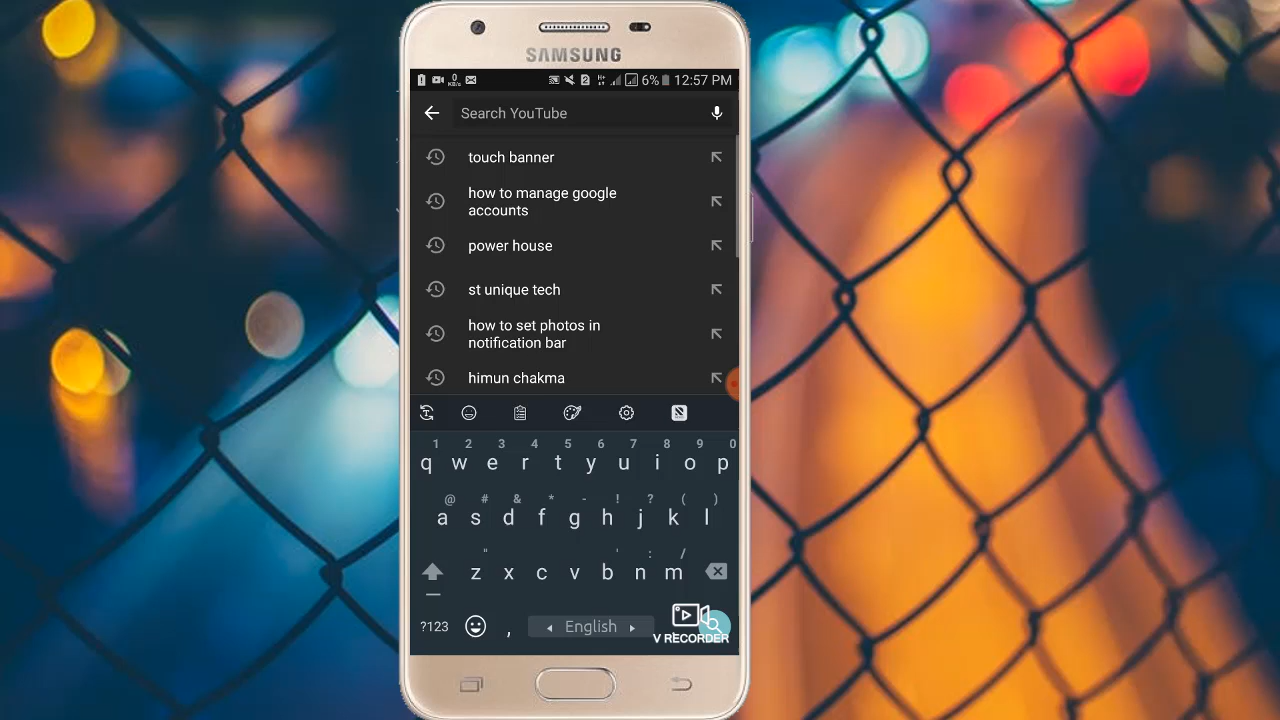 SAMSUNG
0 KB/s 6% 12:57 PM
Search YouTube
touch banner
how to manage google
accounts
power house
st unique tech
how to set photos in
notification bar
himun chakma
1 2 3 4 5 6 7 8 9 0
q w e r t y u i o p
@ # & * - ! ? ( )
a s d f g h j k l
" ' : /
z x c v b n m
?123 , English
V RECORDER